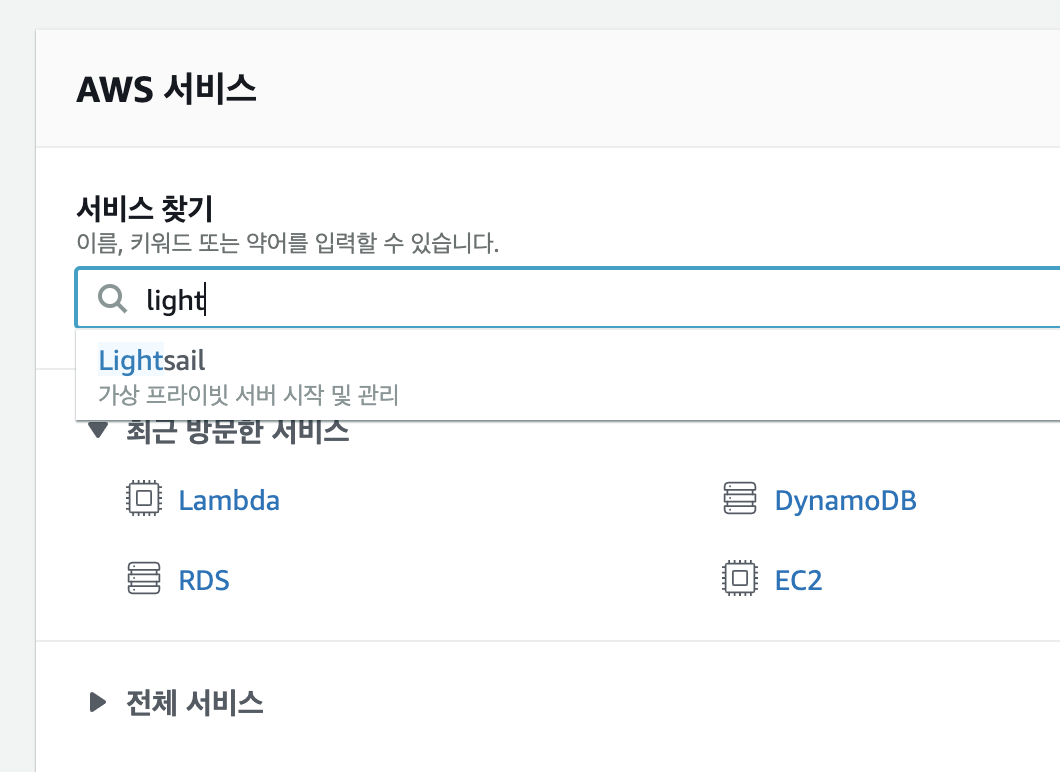 AWS 서비스
서비스 찾기
이름, 키워드 또는 약어를 입력할 수 있습니다.
light
Lightsail
가상 프라이빗 서버 시작 및 관리
최근 방문한 서비스
Lambda
DynamoDB
RDS
EC2
전체 서비스